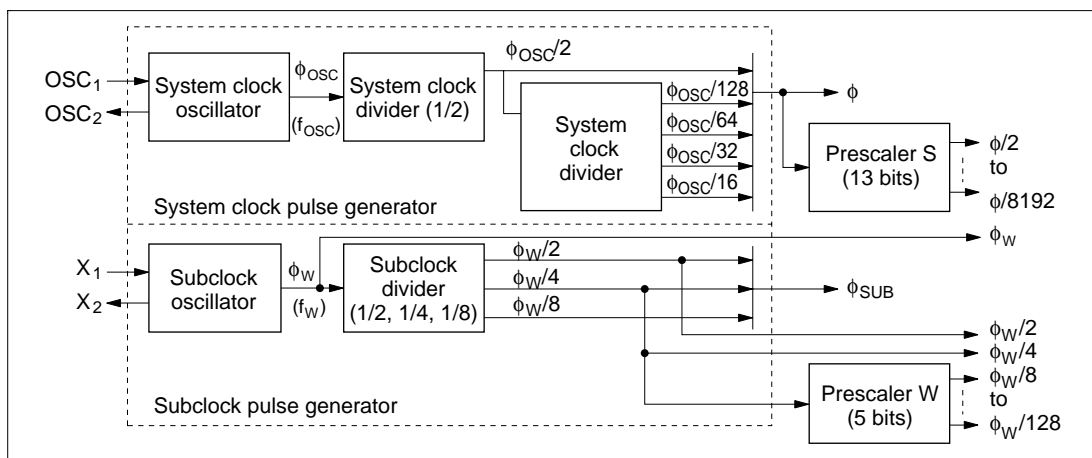 OSC1
OSC2
System clock
oscillator
ϕOSC
(fOSC)
System clock
divider (1/2)
ϕOSC/2
System
clock
divider
ϕOSC/128
ϕOSC/64
ϕOSC/32
ϕOSC/16
ϕ
Prescaler S
(13 bits)
ϕ/2
to
ϕ/8192
System clock pulse generator
X1
X2
Subclock
oscillator
ϕW
(fW)
Subclock
divider
(1/2, 1/4, 1/8)
ϕW/2
ϕW/4
ϕW/8
ϕW
ϕSUB
ϕW/2
ϕW/4
Prescaler W
(5 bits)
ϕW/8
to
ϕW/128
Subclock pulse generator